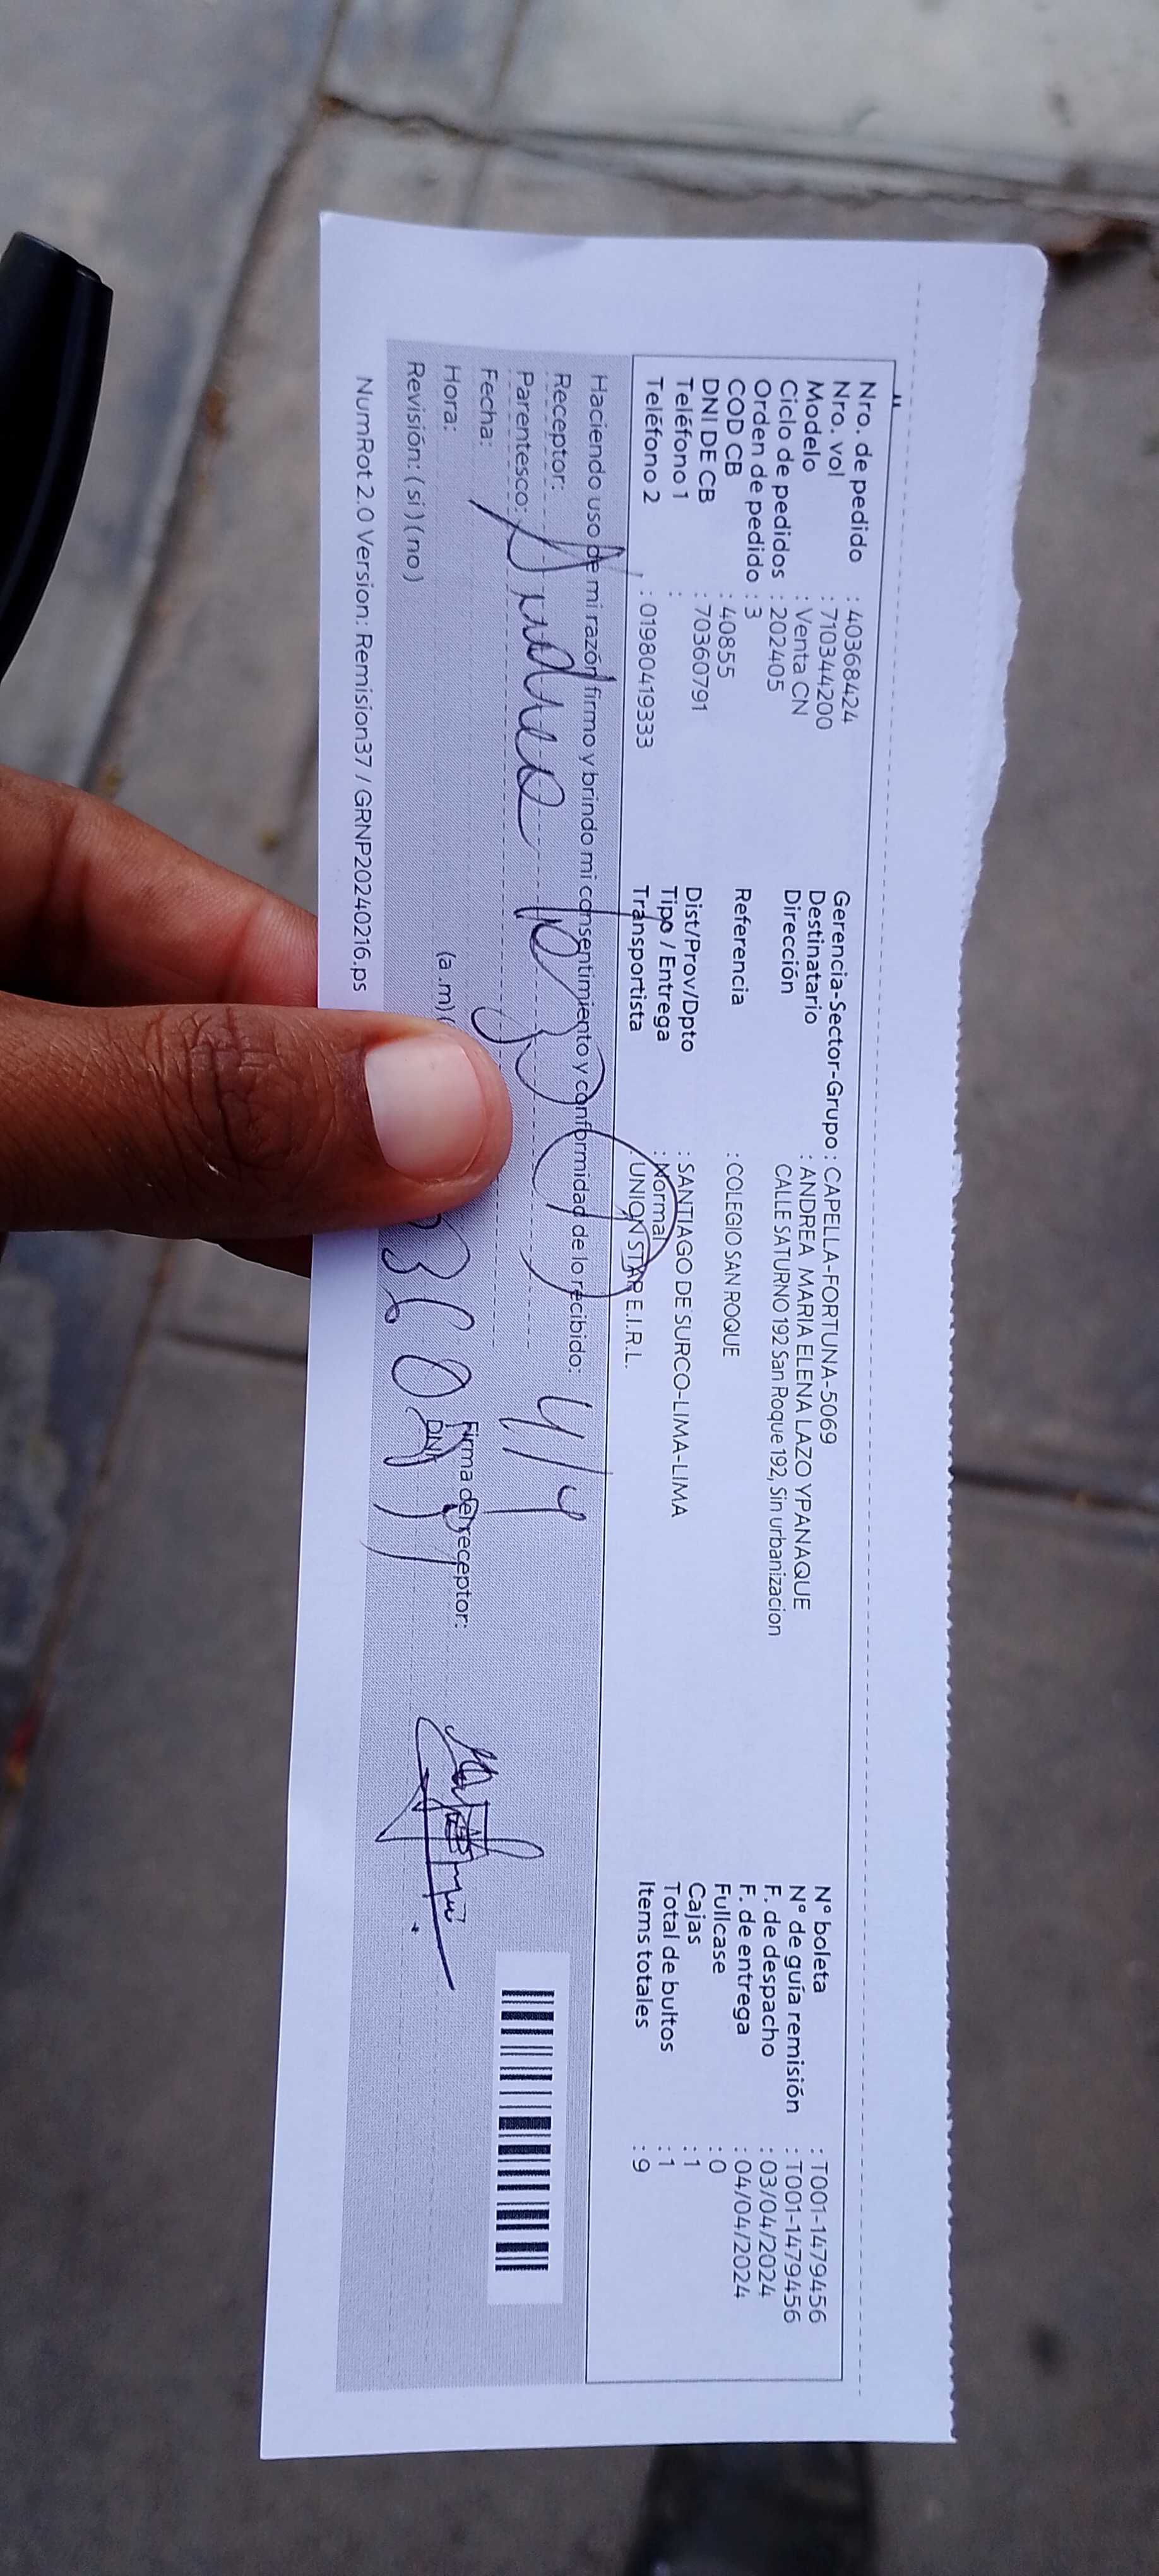 Nro. de pedido : 40368424
Nro. vol : 710344200
Modelo : Venta CN
Ciclo de pedidos : 202405
Orden de pedido : 3
COD CB : 40855
DNI DE CB : 70360791
Teléfono 1 :
Teléfono 2 : 01980419333
Gerencia-Sector-Grupo : CAPELLA-FORTUNA-5069
Destinatario : ANDREA MARIA ELENA LAZO YPANAQUE
Dirección CALLE SATURNO 192 San Roque 192, Sin urbanizacion
Referencia : COLEGIO SAN ROQUE
Dist/Prov/Dpto : SANTIAGO DE SURCO-LIMA-LIMA
Tipo / Entrega : Normal
Transportista : UNION STAR E.I.R.L.
N° boleta : T001-1479456
N° de guía remisión : T001-1479456
F. de despacho : 03/04/2024
F. de entrega : 04/04/2024
Fullcase : 0
Cajas : 1
Total de bultos : 1
Items totales : 9
Haciendo uso de mi razón firmo y brindo mi consentimiento y conformidad de lo recibido:
Receptor:
Parentesco:
Fecha:
Hora: (a .m) (
Revisión: ( si ) ( no )
4/4
Firma del receptor:
DNI
NumRot 2.0 Version: Remision37 / GRNP20240216.ps